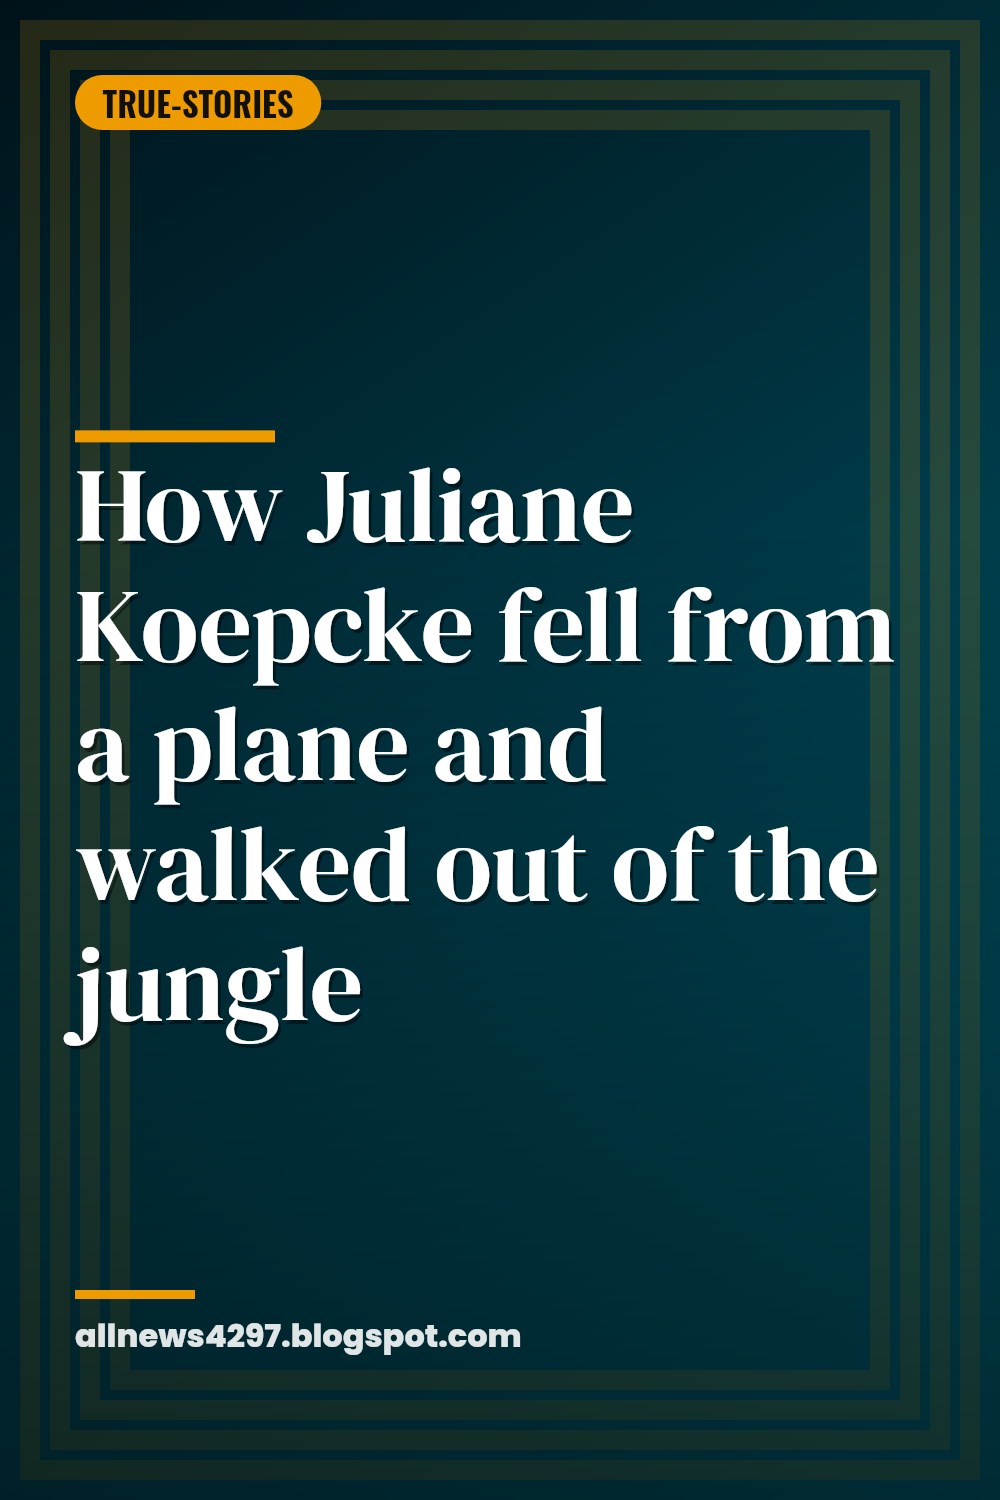 TRUE-STORIES
How Juliane
Koepcke fell from
a plane and
walked out of the
jungle
allnews4297.blogspot.com